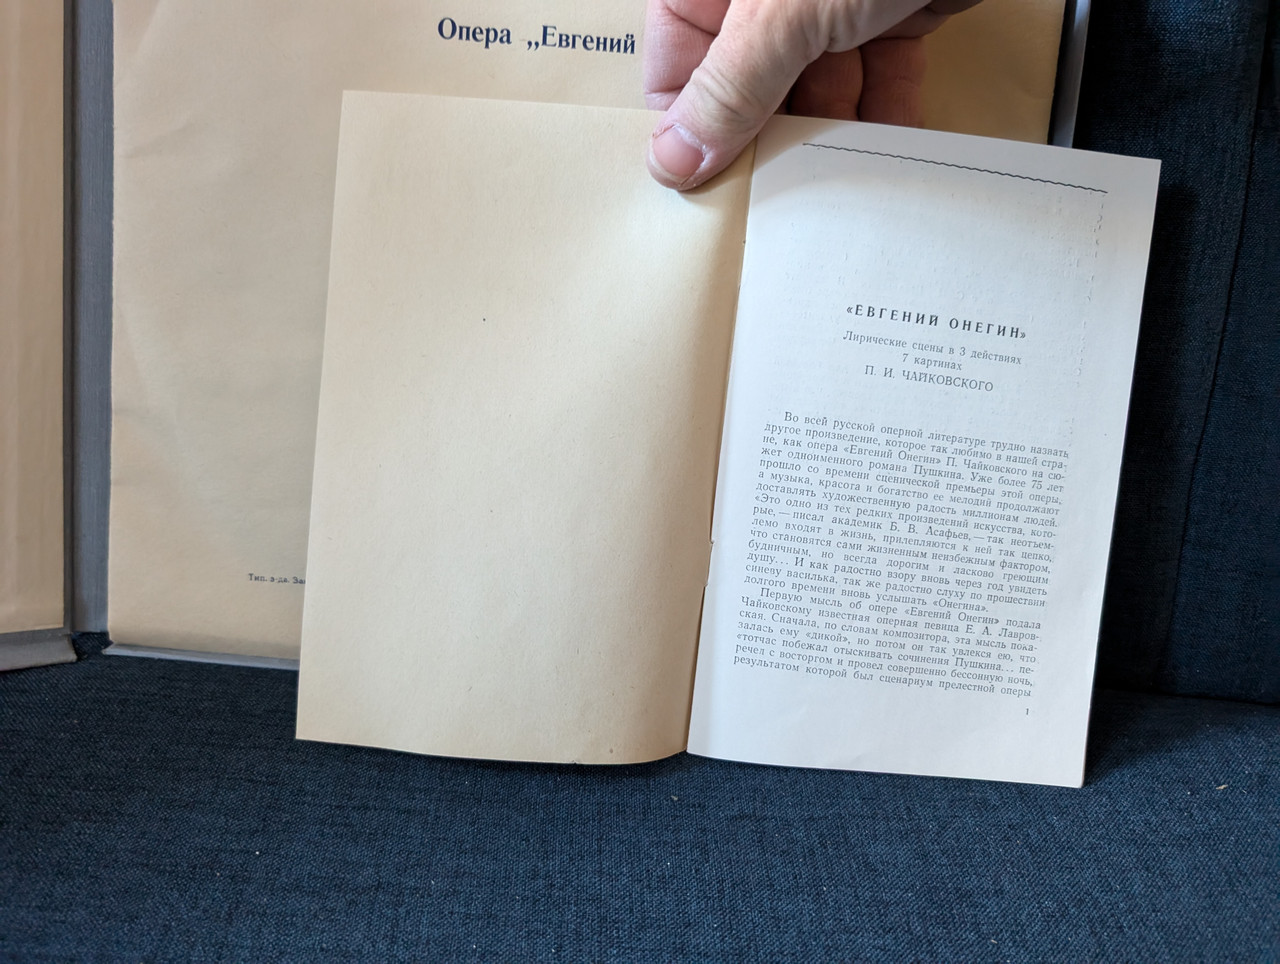 Опера „Евгений
Тип. з-да.
«ЕВГЕНИЙ ОНЕГИН»
Лирические сцены в 3 действиях
7 картинах
П. И. ЧАЙКОВСКОГО
Во всей русской оперной литературе трудно назвать
другое произведение, которое так любимо в нашей стра-
не, как опера «Евгений Онегин» П. Чайковского на сю-
жет одноименного романа Пушкина. Уже более 75 лет
прошло со времени сценической премьеры этой оперы,
а музыка, красота и богатство ее мелодий продолжают
доставлять художественную радость миллионам людей.
«Это одно из тех редких произведений искусства, кото-
рые, — писал академик Б. В. Асафьев, — так неотъем-
лемо входят в жизнь, прилепляются к ней так цепко,
что становятся сами жизненным неизбежным фактором,
будничным, но всегда дорогим и ласково греющим
душу... И как радостно взору вновь через год увидеть
синеву василька, так же радостно слуху по прошествии
долгого времени вновь услышать «Онегина».
Первую мысль об опере «Евгений Онегин» подала
Чайковскому известная оперная певица Е. А. Лавров-
ская. Сначала, по словам композитора, эта мысль пока-
залась ему «дикой», но потом он так увлекся ею, что
«тотчас побежал отыскивать сочинения Пушкина... пе-
речел с восторгом и провел совершенно бессонную ночь,
результатом которой был сценариум прелестной оперы
1